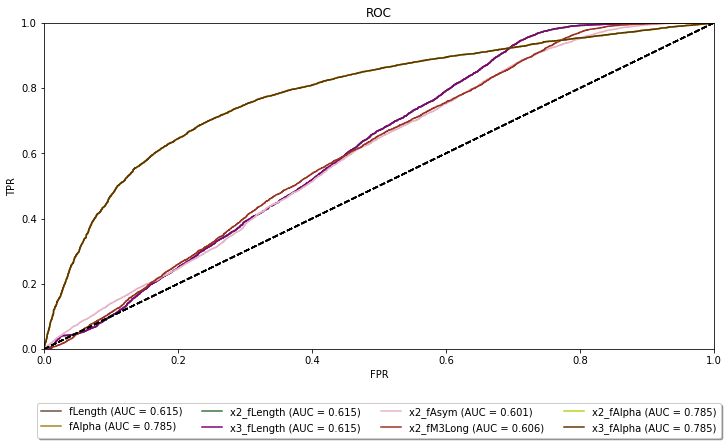 ROC
1.0
0.8
0.6
0.4
0.2
0.0
TPR
0.0 0.2 0.4 0.6 0.8 1.0
FPR
fLength (AUC = 0.615) x2_fLength (AUC = 0.615) x2_fAsym (AUC = 0.601) x2_fAlpha (AUC = 0.785)
fAlpha (AUC = 0.785) x3_fLength (AUC = 0.615) x2_fM3Long (AUC = 0.606) x3_fAlpha (AUC = 0.785)